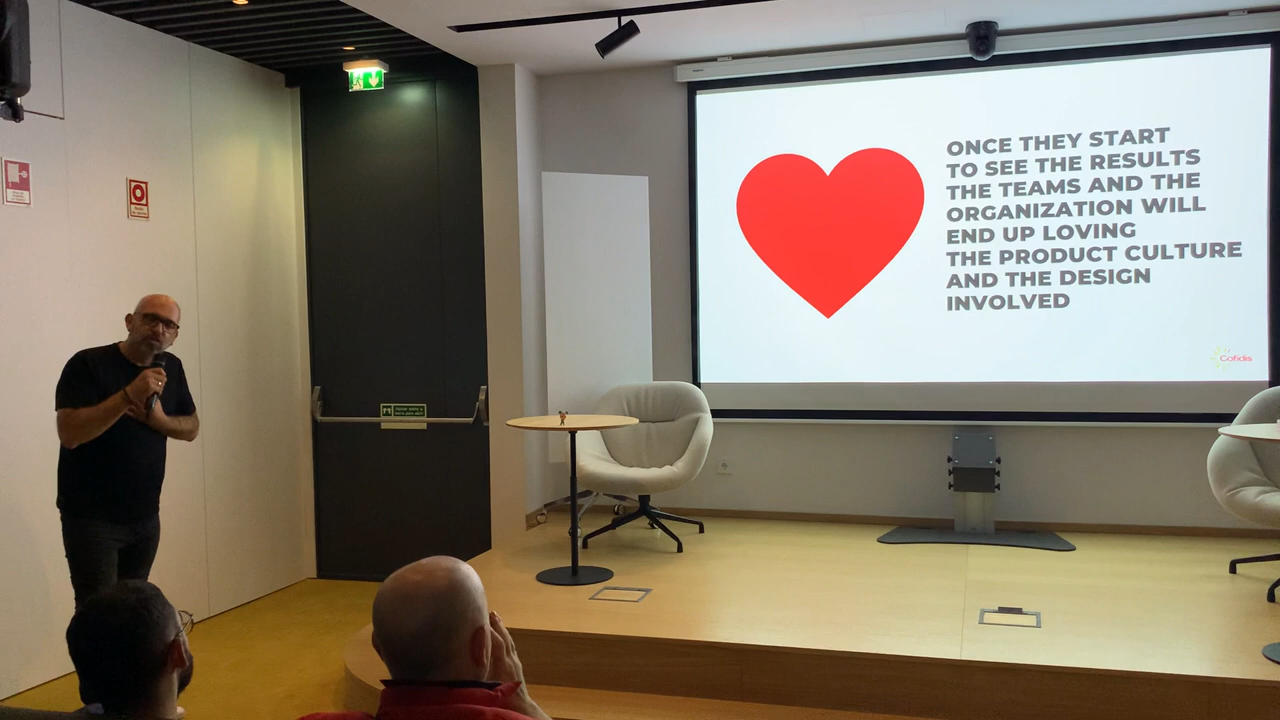 ONCE THEY START
TO SEE THE RESULTS
THE TEAMS AND THE
ORGANIZATION WILL
END UP LOVING
THE PRODUCT CULTURE
AND THE DESIGN
INVOLVED
Cofidis